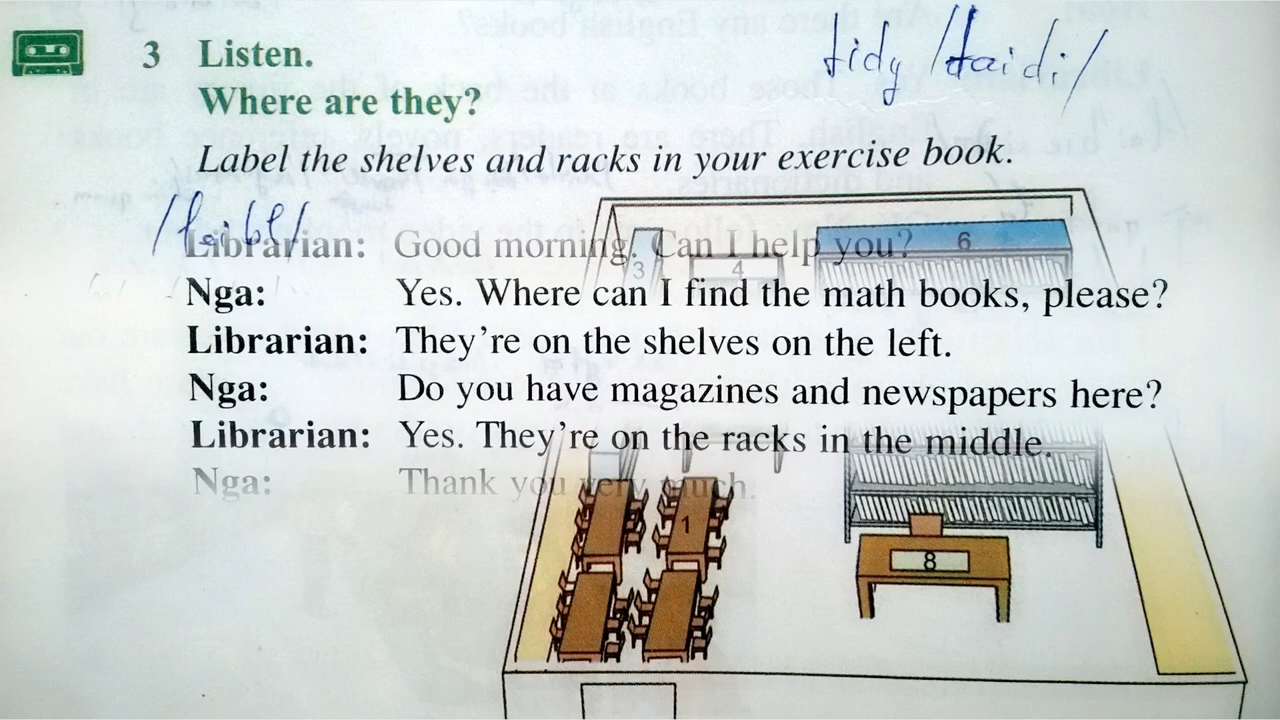 3 Listen.
tidy /taidi/
Where are they?
Label the shelves and racks in your exercise book.
Librarian: Good morning. Can I help you?
Nga: Yes. Where can I find the math books, please?
Librarian: They're on the shelves on the left.
Nga: Do you have magazines and newspapers here?
Librarian: Yes. They're on the racks in the middle.
Nga: Thank you very much.
3
4
6
1
8